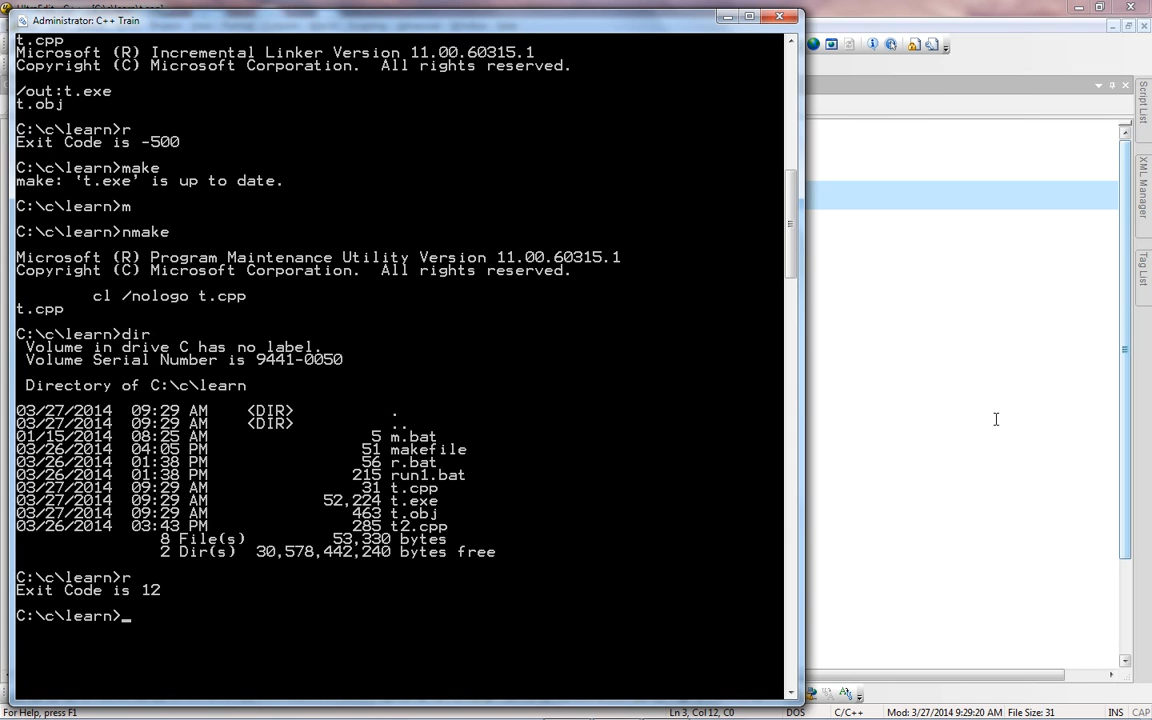 Administrator: C++ Train
t.cpp
Microsoft (R) Incremental Linker Version 11.00.60315.1
Copyright (C) Microsoft Corporation.  All rights reserved.
/out:t.exe
t.obj
C:\c\learn>r
Exit Code is -500
C:\c\learn>make
make: 't.exe' is up to date.
C:\c\learn>m
C:\c\learn>nmake
Microsoft (R) Program Maintenance Utility Version 11.00.60315.1
Copyright (C) Microsoft Corporation.  All rights reserved.
cl /nologo t.cpp
t.cpp
C:\c\learn>dir
Volume in drive C has no label.
Volume Serial Number is 9441-0050
Directory of C:\c\learn
03/27/2014  09:29 AM    <DIR>          .
03/27/2014  09:29 AM    <DIR>          ..
01/15/2014  08:25 AM                 5 m.bat
03/26/2014  04:05 PM                51 makefile
03/26/2014  01:38 PM                56 r.bat
03/26/2014  01:38 PM               215 run1.bat
03/27/2014  09:29 AM                31 t.cpp
03/27/2014  09:29 AM            52,224 t.exe
03/27/2014  09:29 AM               463 t.obj
03/26/2014  03:43 PM               285 t2.cpp
8 File(s)         53,330 bytes
2 Dir(s)  30,578,442,240 bytes free
C:\c\learn>r
Exit Code is 12
C:\c\learn>_
Script List
XML Manager
Tag List
For Help, press F1
Ln 3, Col 12, C0
DOS
C/C++
Mod: 3/27/2014 9:29:20 AM
File Size: 31
INS
CAP